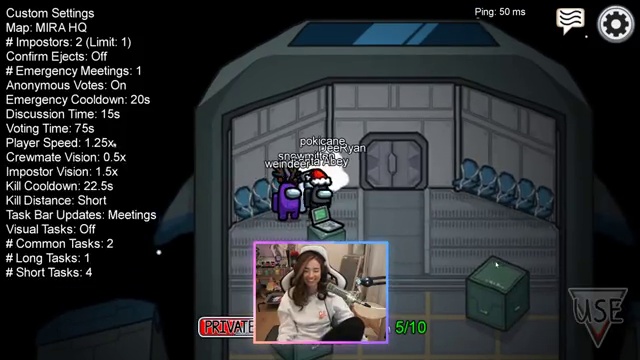 Custom Settings
Map: MIRA HQ
# Impostors: 2 (Limit: 1)
Confirm Ejects: Off
# Emergency Meetings: 1
Anonymous Votes: On
Emergency Cooldown: 20s
Discussion Time: 15s
Voting Time: 75s
Player Speed: 1.25x
Crewmate Vision: 0.5x
Impostor Vision: 1.5x
Kill Cooldown: 22.5s
Kill Distance: Short
Task Bar Updates: Meetings
Visual Tasks: Off
# Common Tasks: 2
# Long Tasks: 1
# Short Tasks: 4
Ping: 50 ms
pokicane
DeeRyan
Abey
PRIVATE
5/10
USE